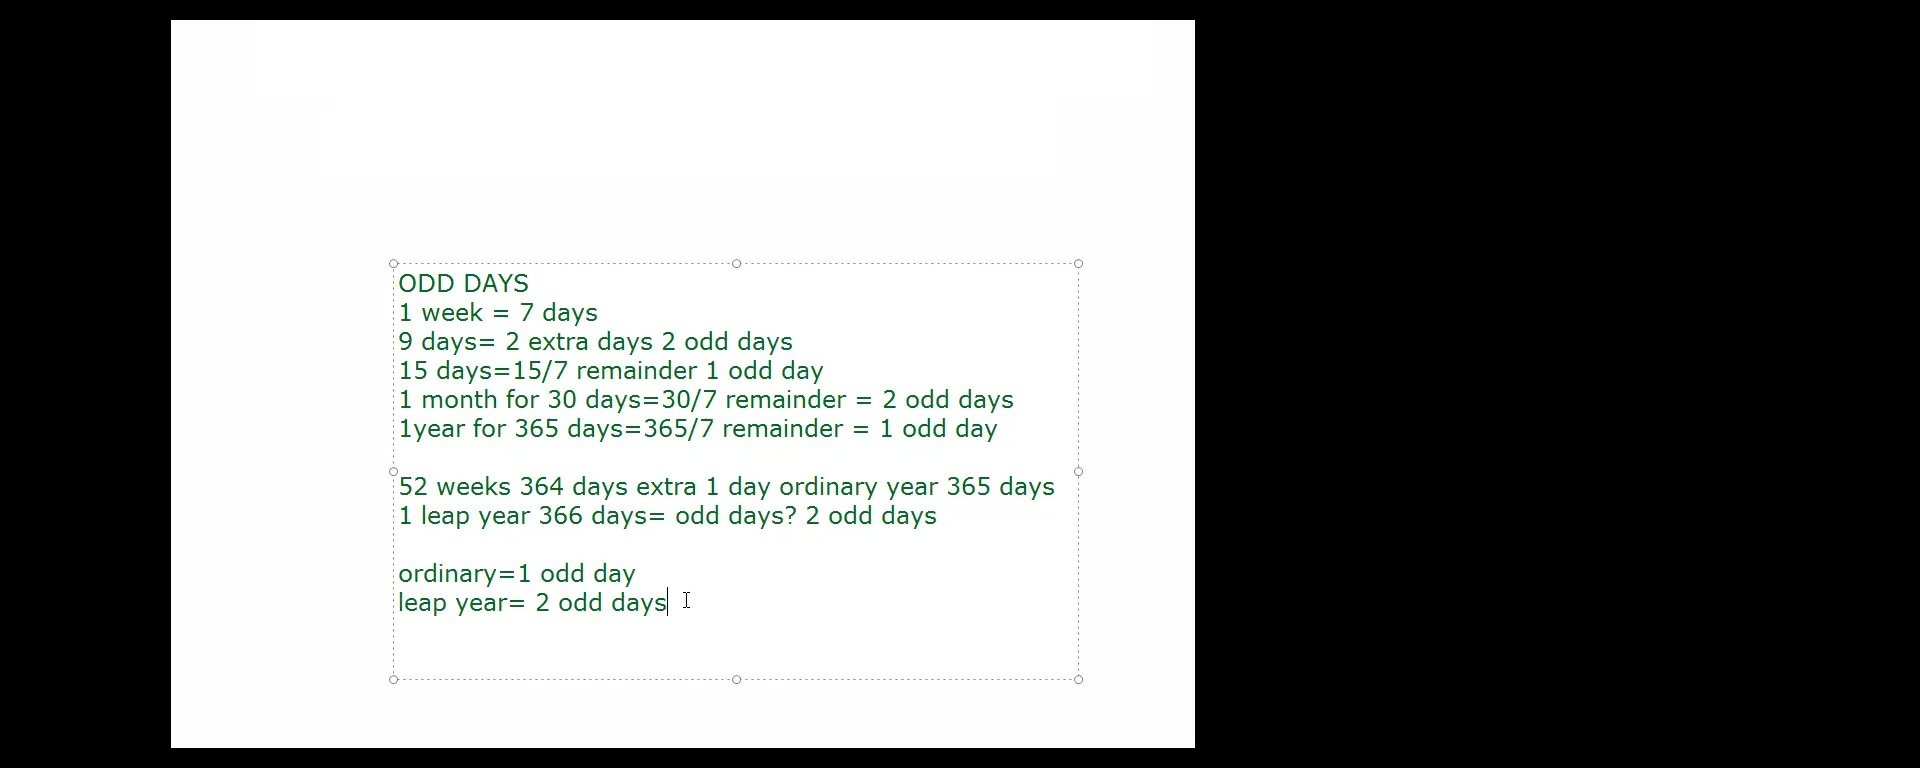 ODD DAYS
1 week = 7 days
9 days= 2 extra days 2 odd days
15 days=15/7 remainder 1 odd day
1 month for 30 days=30/7 remainder = 2 odd days
1year for 365 days=365/7 remainder = 1 odd day
52 weeks 364 days extra 1 day ordinary year 365 days
1 leap year 366 days= odd days? 2 odd days
ordinary=1 odd day
leap year= 2 odd days